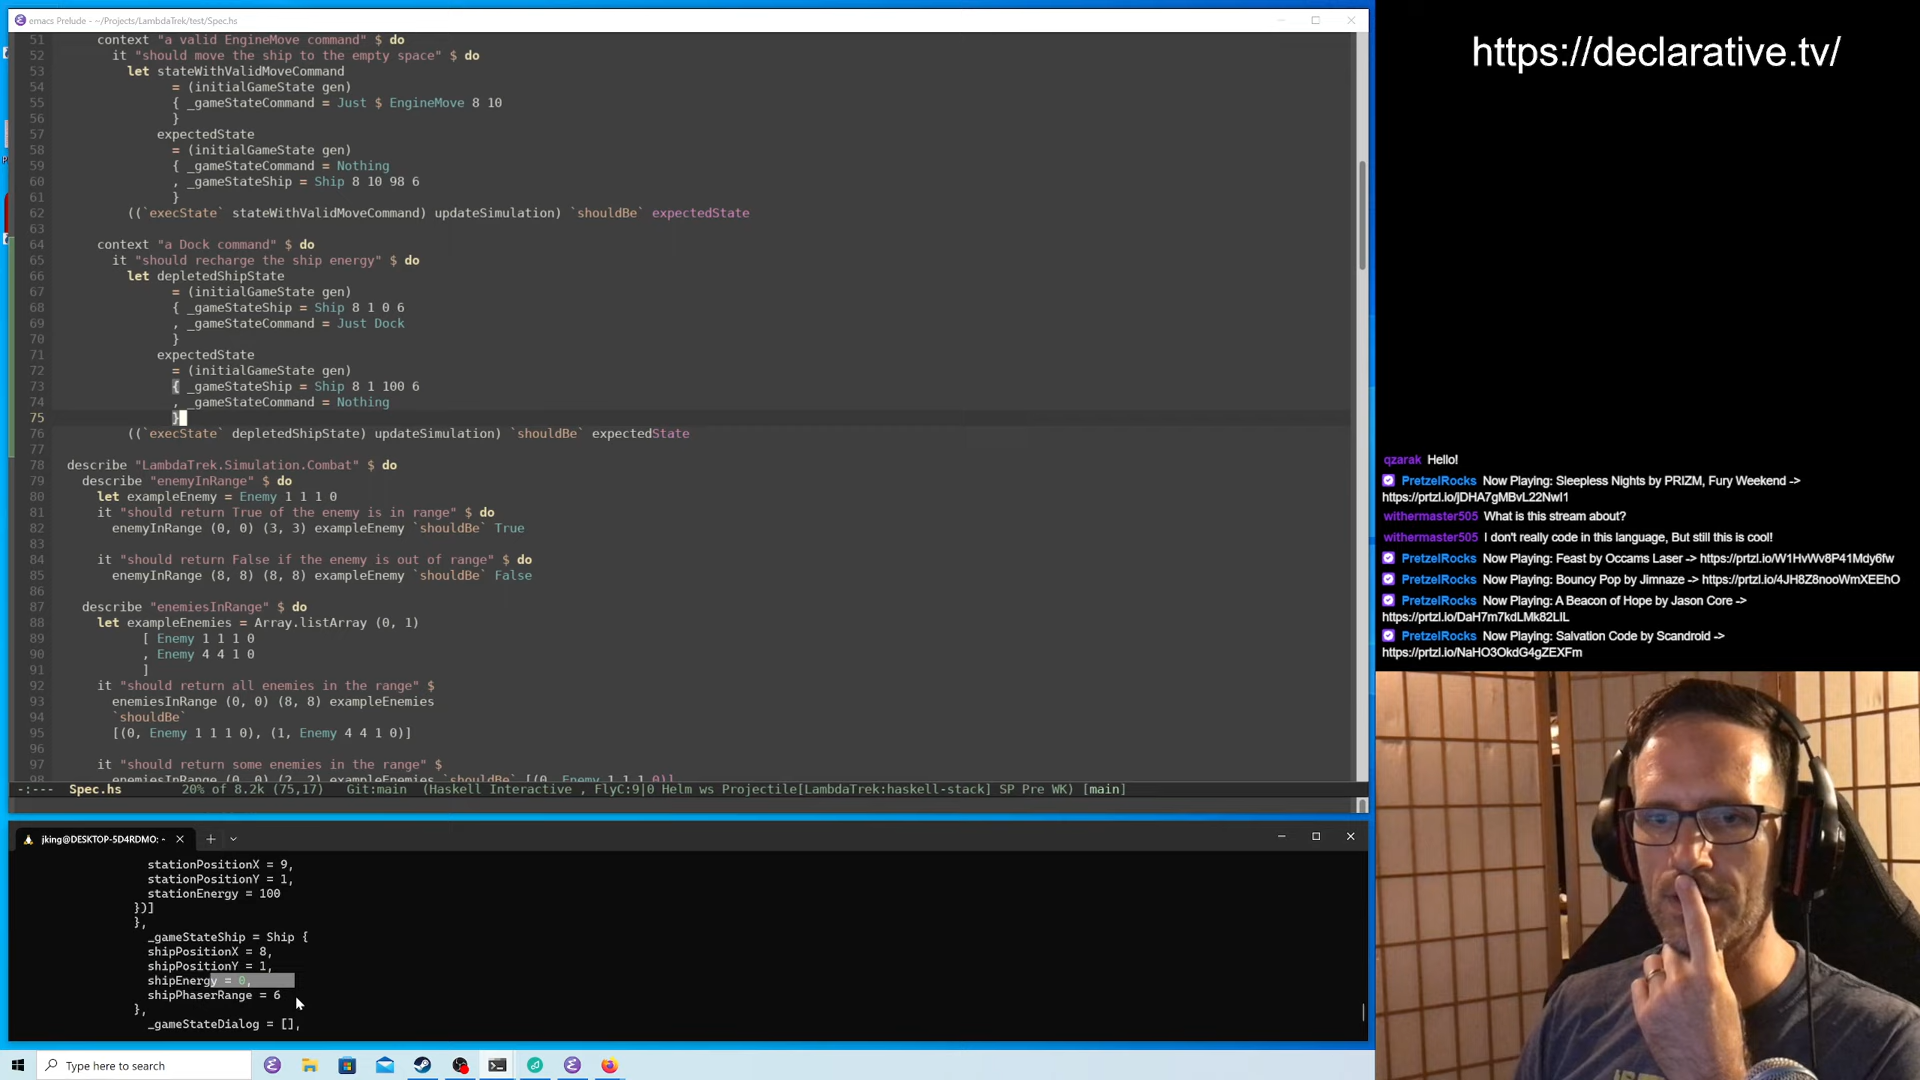 emacs Prelude - ~/Projects/LambdaTrek/test/Spec.hs
51 context "a valid EngineMove command" $ do
52 it "should move the ship to the empty space" $ do
53 let stateWithValidMoveCommand
54 = (initialGameState gen)
55 { _gameStateCommand = Just $ EngineMove 8 10
56 }
57 expectedState
58 = (initialGameState gen)
59 { _gameStateCommand = Nothing
60 , _gameStateShip = Ship 8 10 98 6
61 }
62 ((`execState` stateWithValidMoveCommand) updateSimulation) `shouldBe` expectedState
63
64 context "a Dock command" $ do
65 it "should recharge the ship energy" $ do
66 let depletedShipState
67 = (initialGameState gen)
68 { _gameStateShip = Ship 8 1 0 6
69 , _gameStateCommand = Just Dock
70 }
71 expectedState
72 = (initialGameState gen)
73 { _gameStateShip = Ship 8 1 100 6
74 , _gameStateCommand = Nothing
75 }
76 ((`execState` depletedShipState) updateSimulation) `shouldBe` expectedState
77
78 describe "LambdaTrek.Simulation.Combat" $ do
79 describe "enemyInRange" $ do
80 let exampleEnemy = Enemy 1 1 1 0
81 it "should return True of the enemy is in range" $ do
82 enemyInRange (0, 0) (3, 3) exampleEnemy `shouldBe` True
83
84 it "should return False if the enemy is out of range" $ do
85 enemyInRange (8, 8) (8, 8) exampleEnemy `shouldBe` False
86
87 describe "enemiesInRange" $ do
88 let exampleEnemies = Array.listArray (0, 1)
89 [ Enemy 1 1 1 0
90 , Enemy 4 4 1 0
91 ]
92 it "should return all enemies in the range" $
93 enemiesInRange (0, 0) (8, 8) exampleEnemies
94 `shouldBe`
95 [(0, Enemy 1 1 1 0), (1, Enemy 4 4 1 0)]
96
97 it "should return some enemies in the range" $
98 enemiesInRange (0, 0) (2, 2) exampleEnemies `shouldBe` [(0, Enemy 1 1 1 0)]
-:--- Spec.hs 20% of 8.2k (75,17) Git:main (Haskell Interactive , FlyC:9|0 Helm ws Projectile[LambdaTrek:haskell-stack] SP Pre WK) [main]
jking@DESKTOP-5D4RDMO: ~
stationPositionX = 9,
stationPositionY = 1,
stationEnergy = 100
})]
},
_gameStateShip = Ship {
shipPositionX = 8,
shipPositionY = 1,
shipEnergy = 0,
shipPhaserRange = 6
},
_gameStateDialog = [],
Type here to search
https://declarative.tv/
qzarak Hello!
PretzelRocks Now Playing: Sleepless Nights by PRIZM, Fury Weekend ->
https://prtzl.io/jDHA7gMBvL22NwI1
withermaster505 What is this stream about?
withermaster505 I don't really code in this language, But still this is cool!
PretzelRocks Now Playing: Feast by Occams Laser -> https://prtzl.io/W1HvWv8P41Mdy6fw
PretzelRocks Now Playing: Bouncy Pop by Jimnaze -> https://prtzl.io/4JH8Z8nooWmXEEhO
PretzelRocks Now Playing: A Beacon of Hope by Jason Core ->
https://prtzl.io/DaH7m7kdLMk82LIL
PretzelRocks Now Playing: Salvation Code by Scandroid ->
https://prtzl.io/NaHO3OkdG4gZEXFm